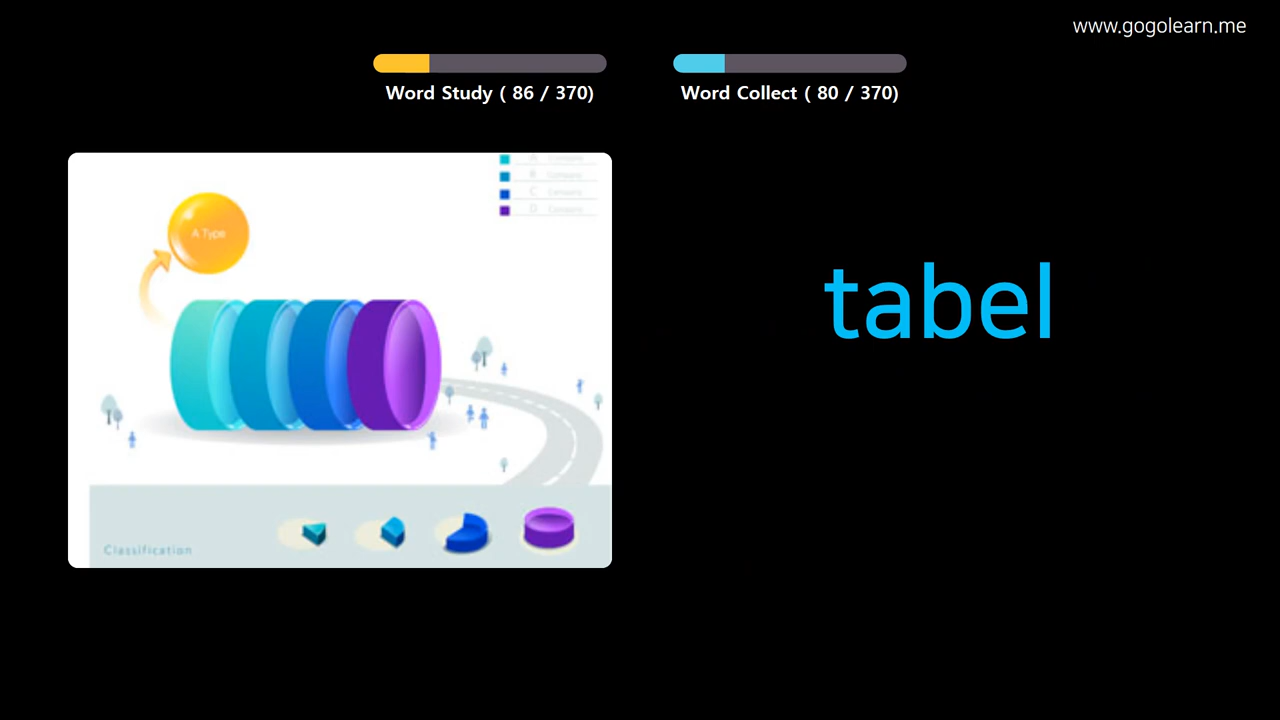 www.gogolearn.me
Word Study ( 86 / 370)
Word Collect ( 80 / 370)
A Type
tabel
Classification